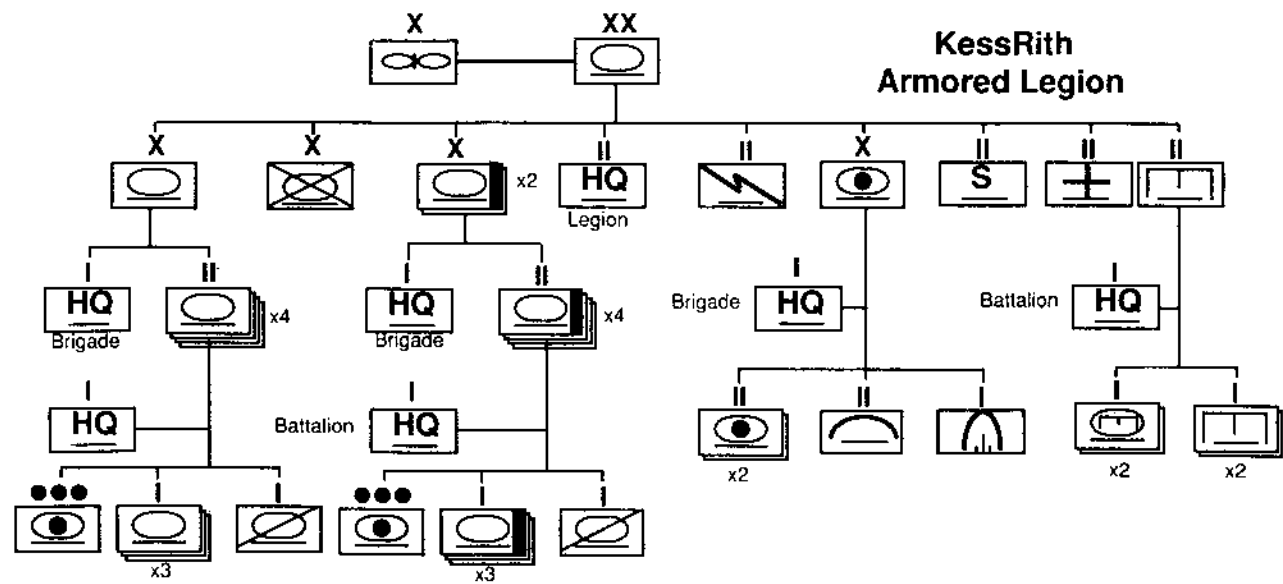 X
XX
KessRith
Armored Legion
X
X
X
II
II
X
II
II
II
x2
HQ
S
Legion
I
II
I
II
I
I
HQ
x4
HQ
x4
Brigade
HQ
Battalion
HQ
Brigade
Brigade
I
I
II
II
I
I
I
HQ
Battalion
HQ
x2
x2
x2
I
I
I
I
x3
x3